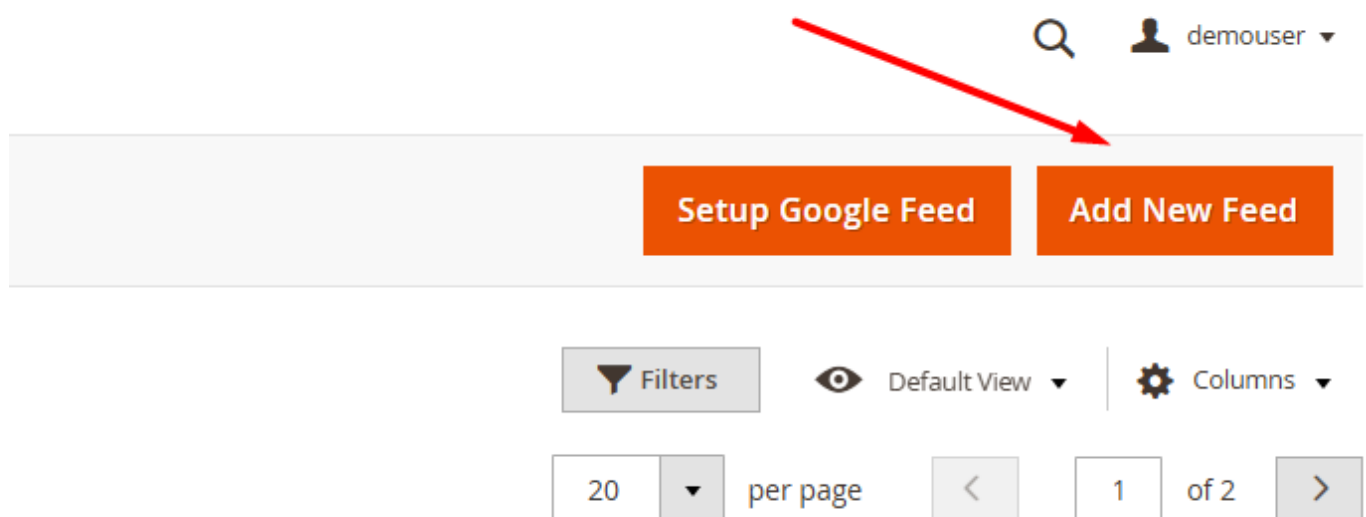 demouser
Setup Google Feed Add New Feed
Filters Default View Columns
20 per page 1 of 2